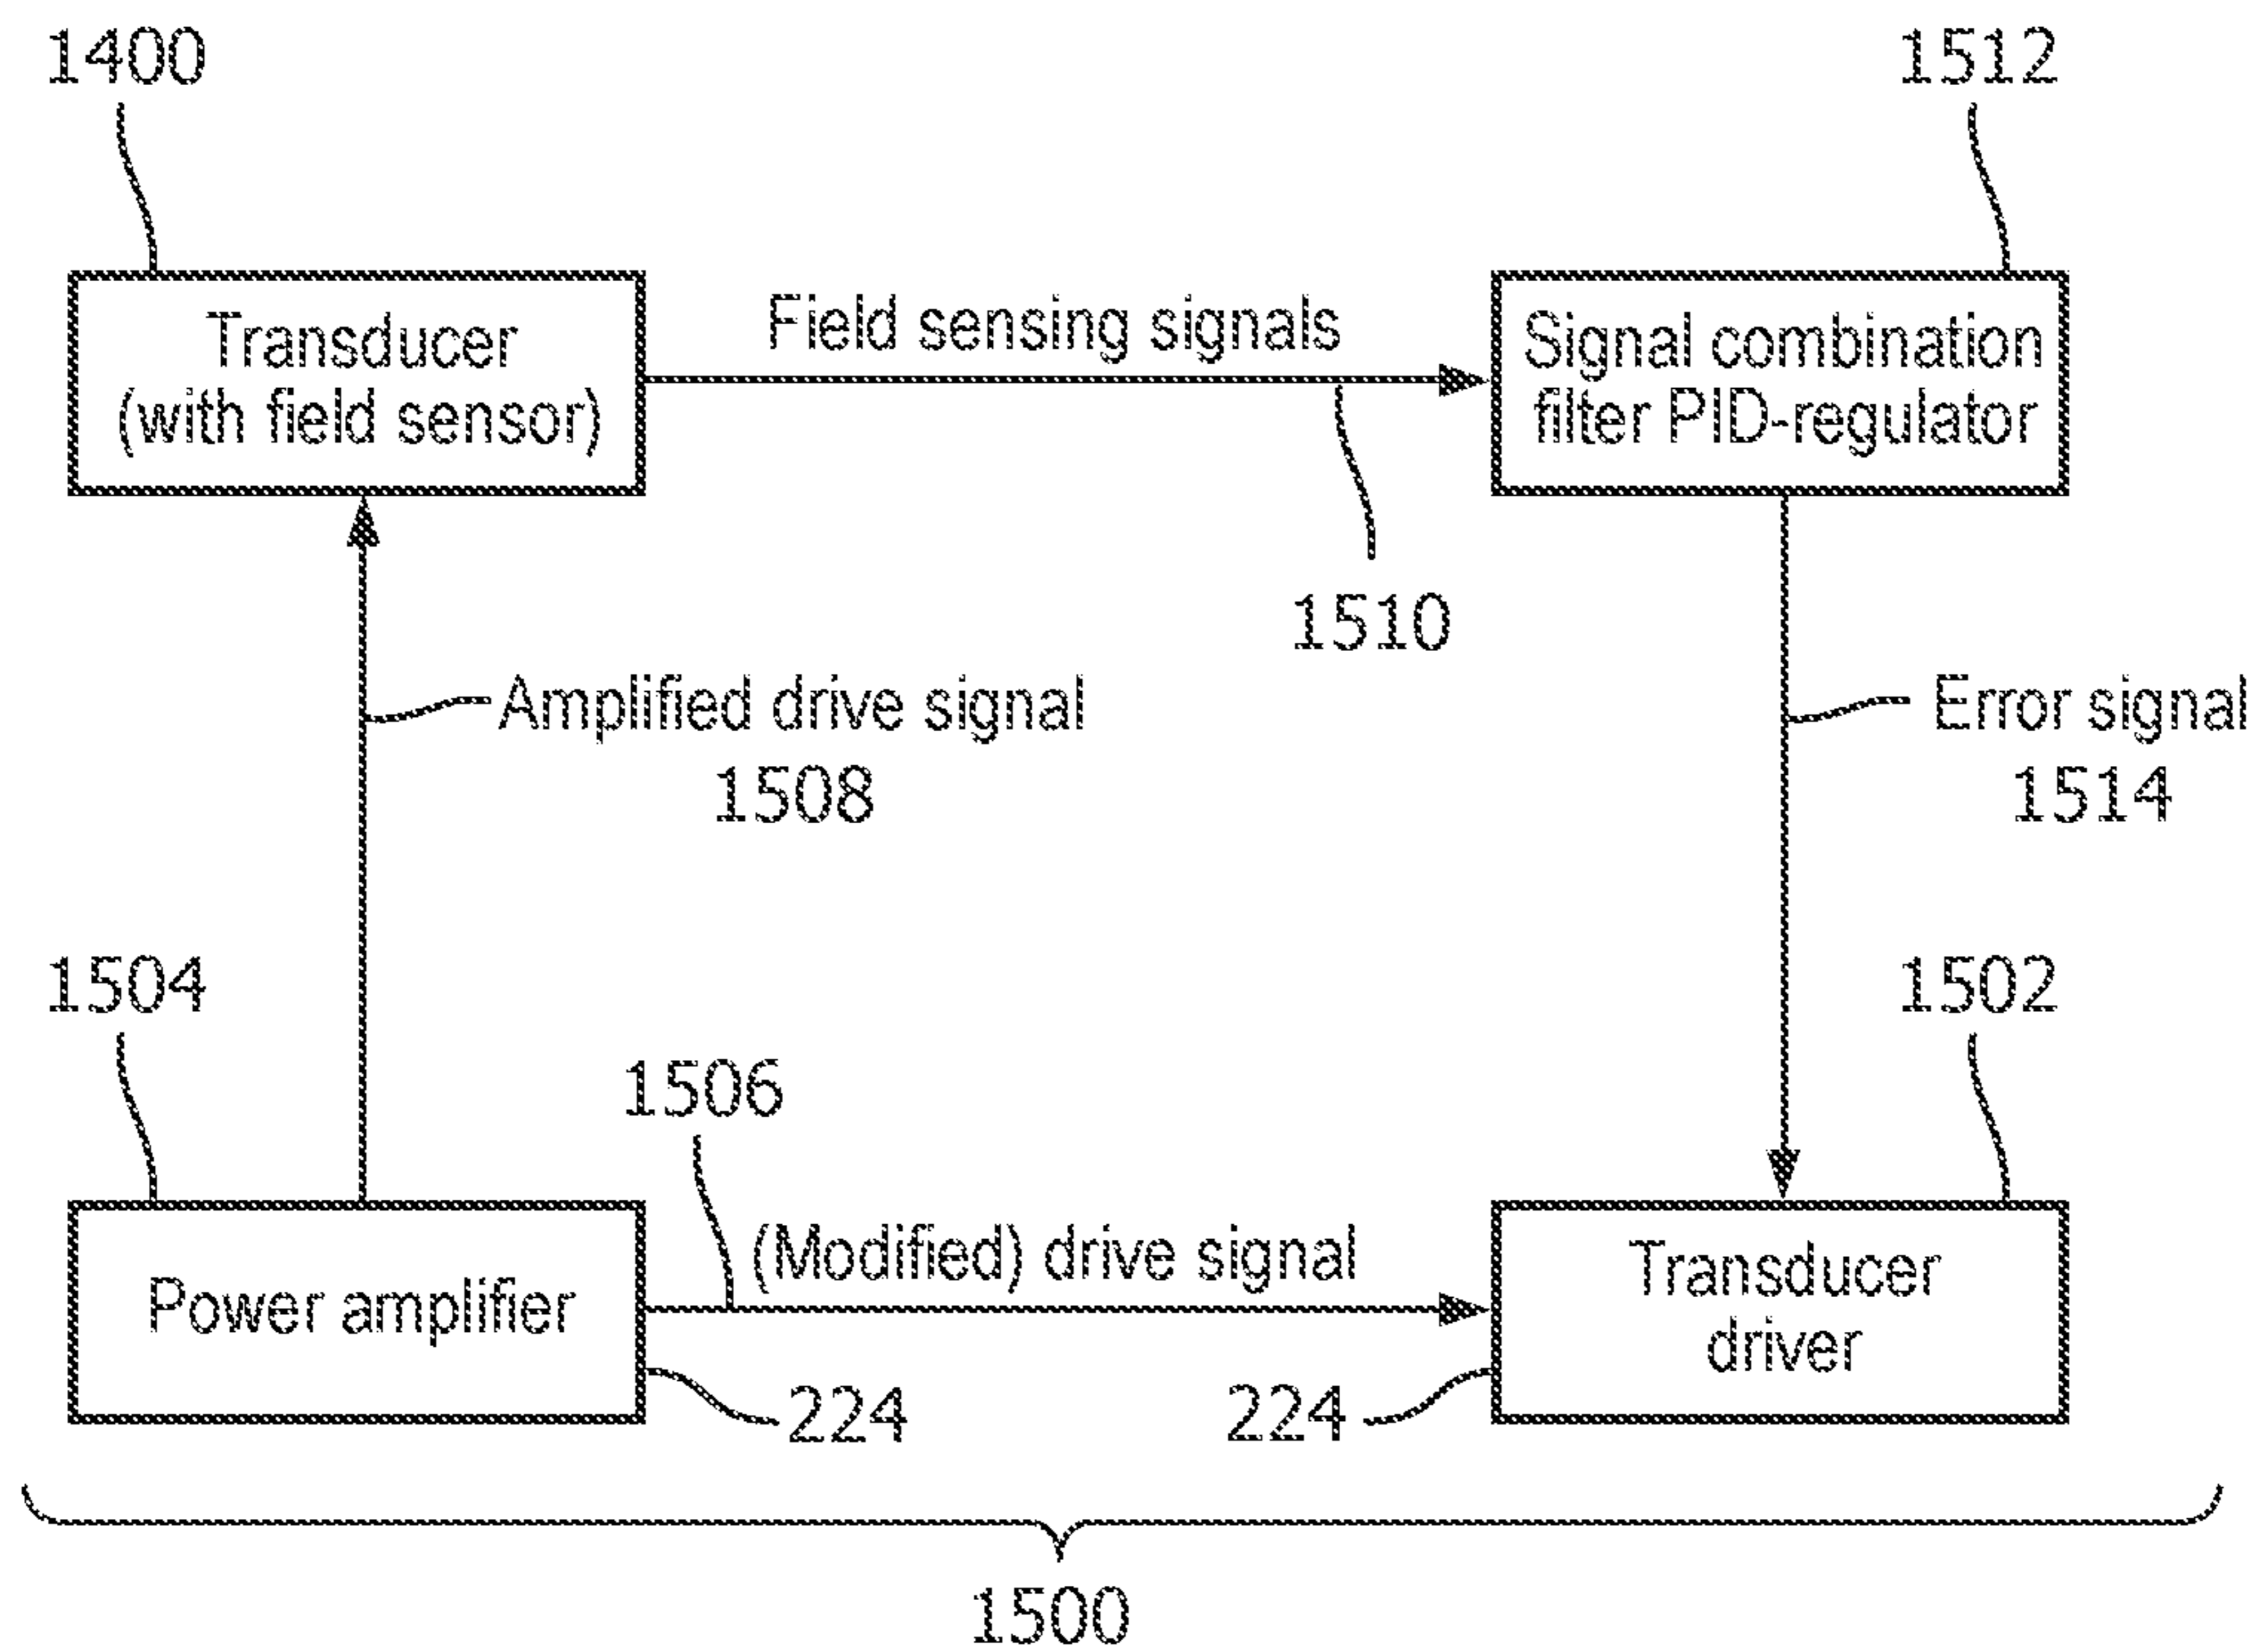 1400
1512
Transducer
(with field sensor)
Field sensing signals
Signal combination
filter PID-regulator
1510
Amplified drive signal
1508
Error signal
1514
1504
1502
1506
(Modified) drive signal
Power amplifier
Transducer
driver
224
224
1500